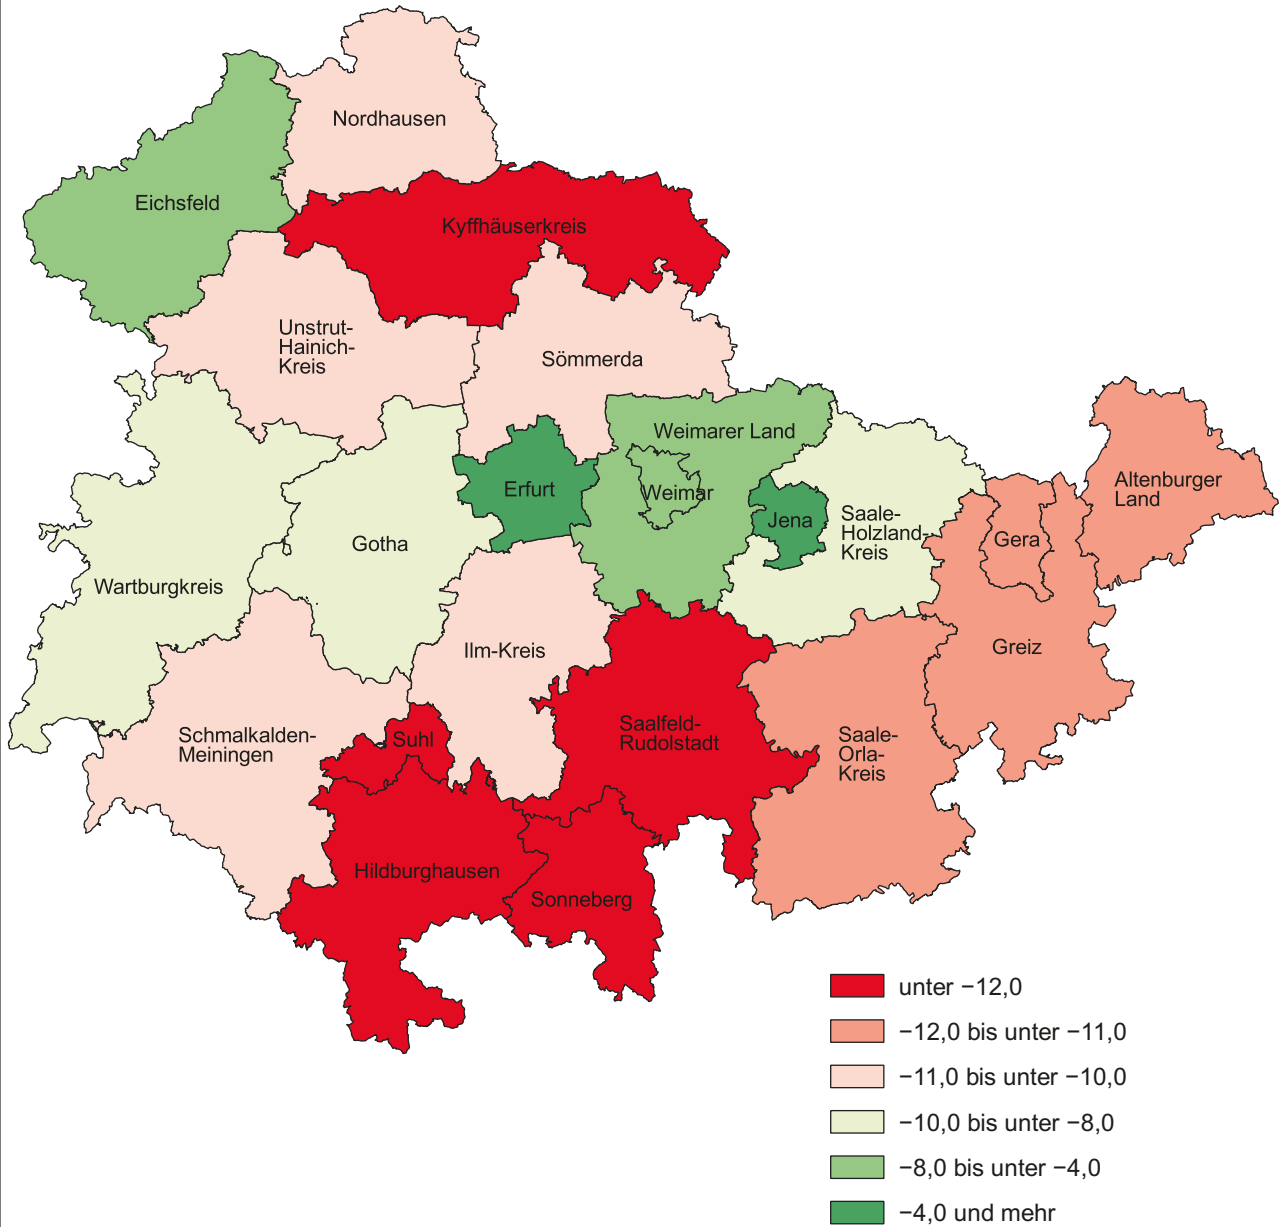 Nordhausen
Eichsfeld
Kyffhäuserkreis
Unstrut-
Hainich-
Kreis
Sömmerda
Weimarer Land
Altenburger
Land
Erfurt
Weimar
Jena
Saale-
Holzland-
Kreis
Gera
Gotha
Wartburgkreis
Greiz
Ilm-Kreis
Schmalkalden-
Meiningen
Suhl
Saalfeld-
Rudolstadt
Saale-
Orla-
Kreis
Hildburghausen
Sonneberg
unter −12,0
−12,0 bis unter −11,0
−11,0 bis unter −10,0
−10,0 bis unter −8,0
−8,0 bis unter −4,0
−4,0 und mehr